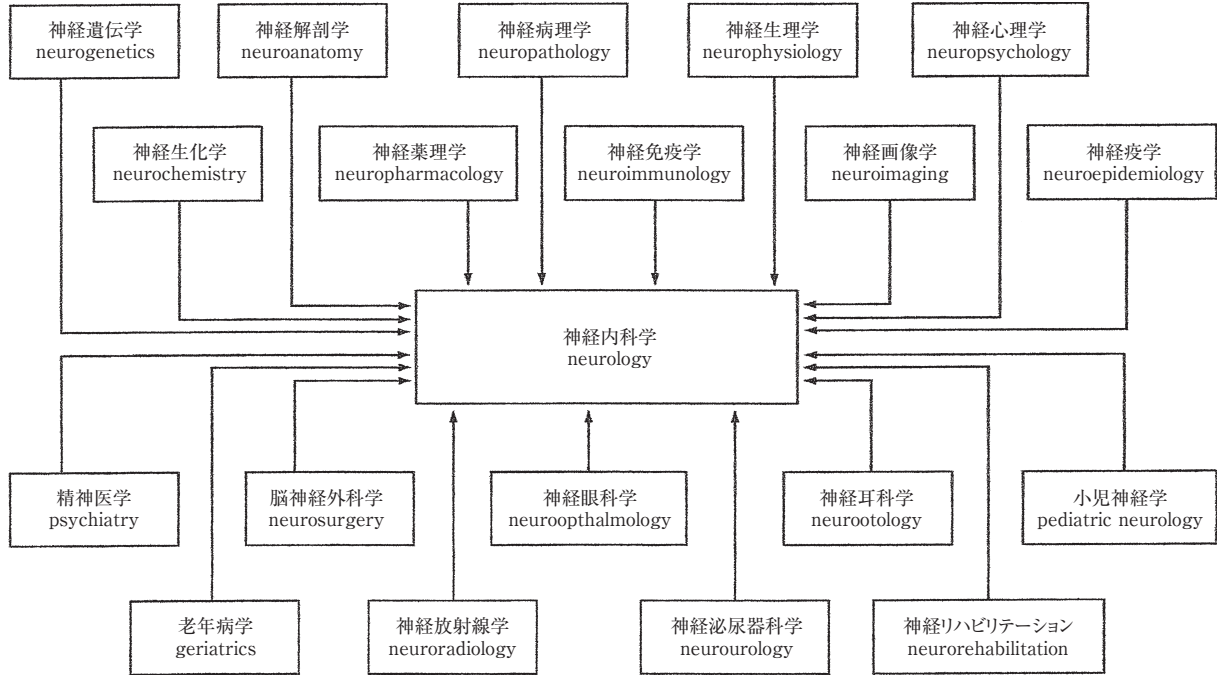 神経遺伝学
neurogenetics
神経解剖学
neuroanatomy
神経病理学
neuropathology
神経生理学
neurophysiology
神経心理学
neuropsychology
神経生化学
neurochemistry
神経薬理学
neuropharmacology
神経免疫学
neuroimmunology
神経画像学
neuroimaging
神経疫学
neuroepidemiology
神経内科学
neurology
精神医学
psychiatry
脳神経外科学
neurosurgery
神経眼科学
neuroopthalmology
神経耳科学
neurootology
小児神経学
pediatric neurology
老年病学
geriatrics
神経放射線学
neuroradiology
神経泌尿器科学
neurourology
神経リハビリテーション
neurorehabilitation